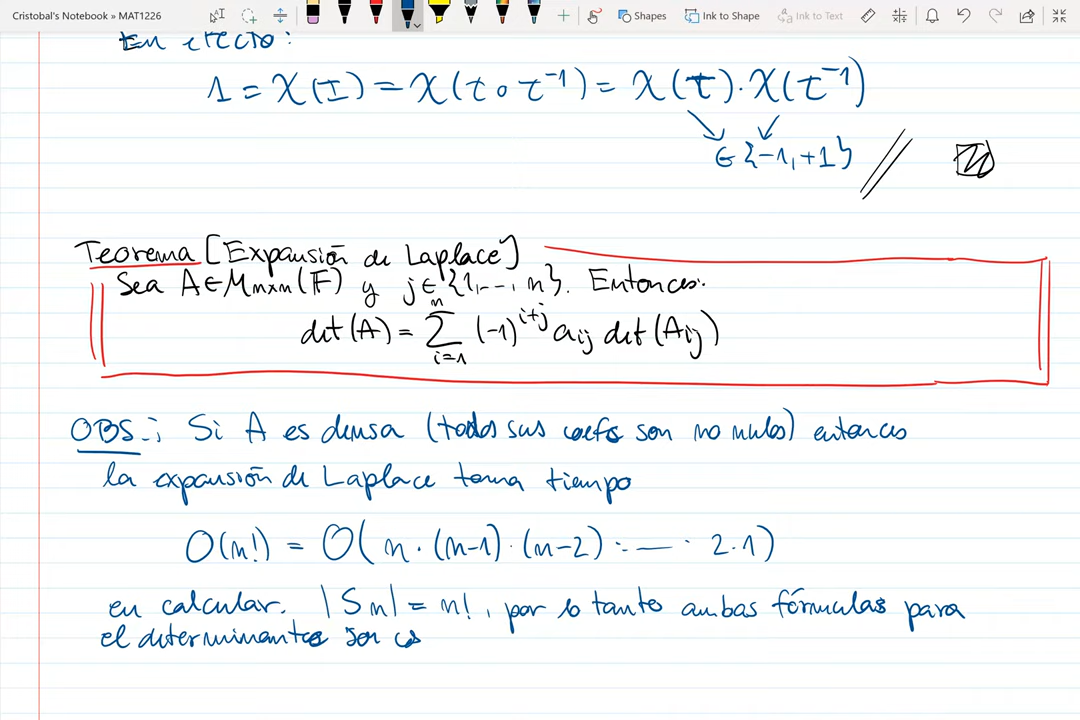 Cristobal's Notebook » MAT1226
Shapes
Ink to Shape
Ink to Text
En efecto:
1 = χ(I) = χ(τ∘τ⁻¹) = χ(τ)·χ(τ⁻¹)
∈ {-1,+1}
Teorema [Expansión de Laplace]
Sea A∈Mnxn(F) y j∈{1,--,n}. Entonces:
det(A) = ∑ⁿᵢ₌₁ (-1)^{i+j} aij det(Aij)
OBS.: Si A es densa (todos sus coefs son no nulos) entonces
la expansión de Laplace toma tiempo
O(n!) = O(n·(n-1)·(n-2)·—·2·1)
en calcular. |Sn| = n!, por lo tanto ambas fórmulas para
el determinante son